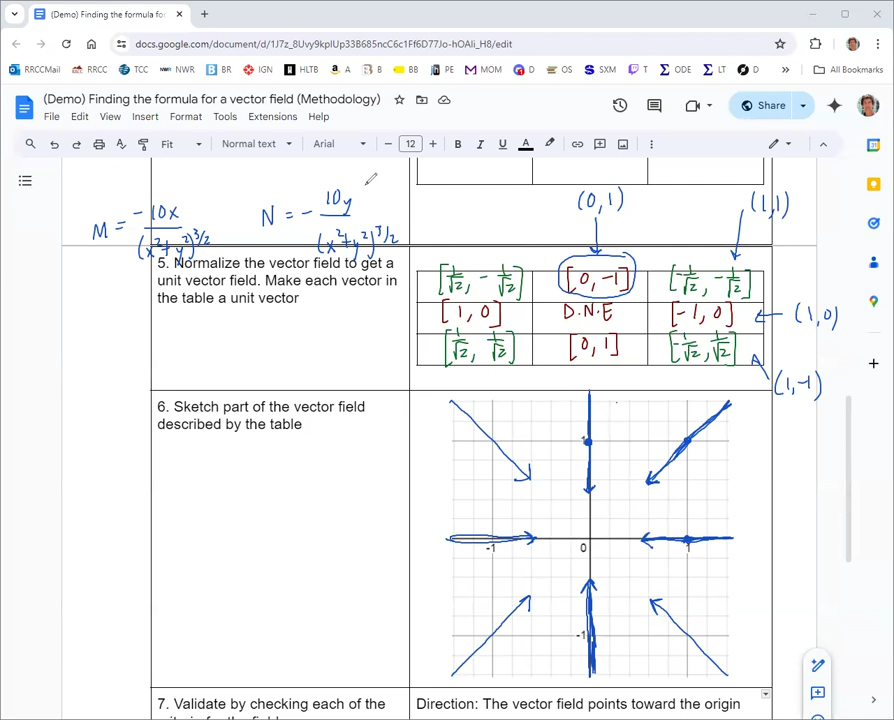 (Demo) Finding the formula for a v
docs.google.com/document/d/1J7z_8Uvy9kplUp33B685ncC6c1Ff6D77Jo-hOAli_H8/edit
RRCCMail RRCC TCC NWR BR IGN HLTB A B BB PE MOM D OS SXM T ODE LT D » All Bookmarks
(Demo) Finding the formula for a vector field (Methodology)
File Edit View Insert Format Tools Extensions Help
Share
Fit Normal text Arial 12
M = -10x/(x²+y²)^3/2 N = - 10y/(x²+y²)^3/2 (0,1) (1,1)
5. Normalize the vector field to get a
unit vector field. Make each vector in
the table a unit vector
[1/√2, -1/√2] [0, -1] [-1/√2, -1/√2]
[1, 0] D.N.E [-1, 0] (1,0)
[1/√2, 1/√2] [0, 1] [-1/√2, 1/√2]
(1,-1)
6. Sketch part of the vector field
described by the table
1
-1 0 1
-1
7. Validate by checking each of the
Direction: The vector field points toward the origin